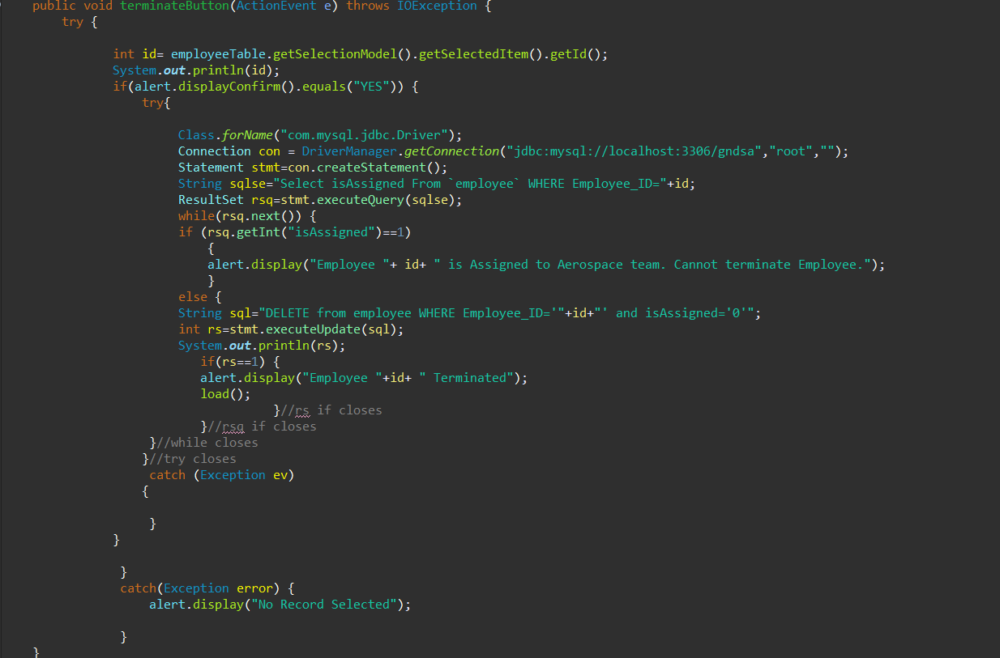 public void terminateButton(ActionEvent e) throws IOException {
try {
int id= employeeTable.getSelectionModel().getSelectedItem().getId();
System.out.println(id);
if(alert.displayConfirm().equals("YES")) {
try{
Class.forName("com.mysql.jdbc.Driver");
Connection con = DriverManager.getConnection("jdbc:mysql://localhost:3306/gndsa","root","");
Statement stmt=con.createStatement();
String sqlse="Select isAssigned From `employee` WHERE Employee_ID="+id;
ResultSet rsq=stmt.executeQuery(sqlse);
while(rsq.next()) {
if (rsq.getInt("isAssigned")==1)
{
alert.display("Employee "+ id+ " is Assigned to Aerospace team. Cannot terminate Employee.");
}
else {
String sql="DELETE from employee WHERE Employee_ID='"+id+"' and isAssigned='0'";
int rs=stmt.executeUpdate(sql);
System.out.println(rs);
if(rs==1) {
alert.display("Employee "+id+ " Terminated");
load();
}//rs if closes
}//rsq if closes
}//while closes
}//try closes
catch (Exception ev)
{
}
}
}
catch(Exception error) {
alert.display("No Record Selected");
}
}